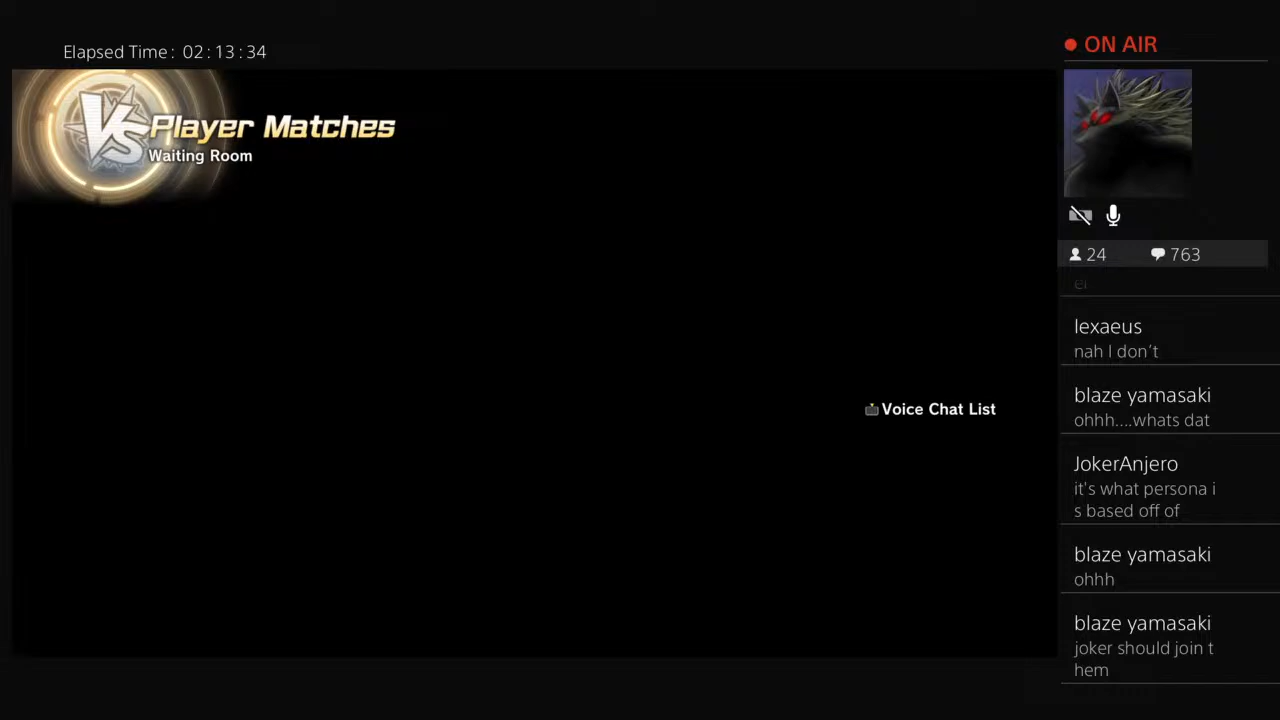 Elapsed Time: 02:13:34
ON AIR
VS Player Matches
Waiting Room
24 763
lexaeus
nah I don't
blaze yamasaki
ohhh....whats dat
Voice Chat List
JokerAnjero
it's what persona i
s based off of
blaze yamasaki
ohhh
blaze yamasaki
joker should join t
hem